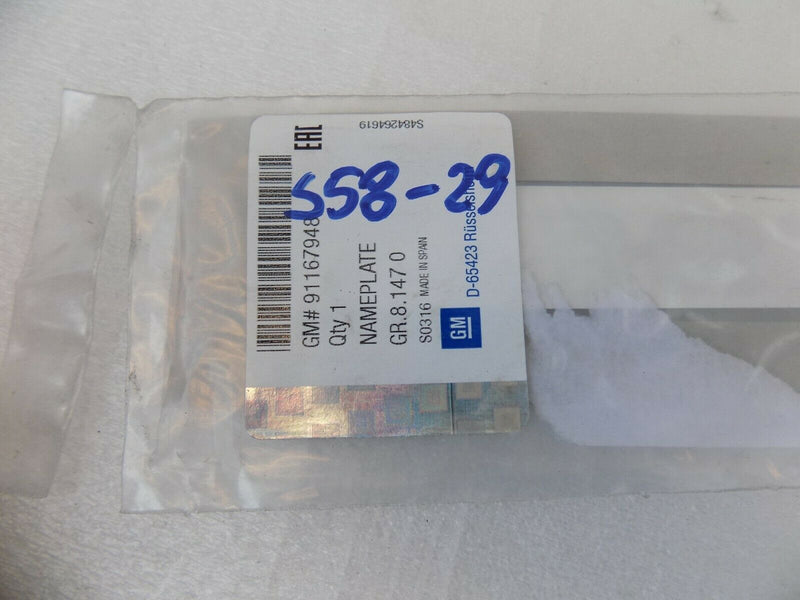 S484264619
EAC
S58-29
GM# 91167948
Qty 1
NAMEPLATE
GR.8.147 0
S0316 MADE IN SPAIN
GM
D-65423 Rüsselsheim